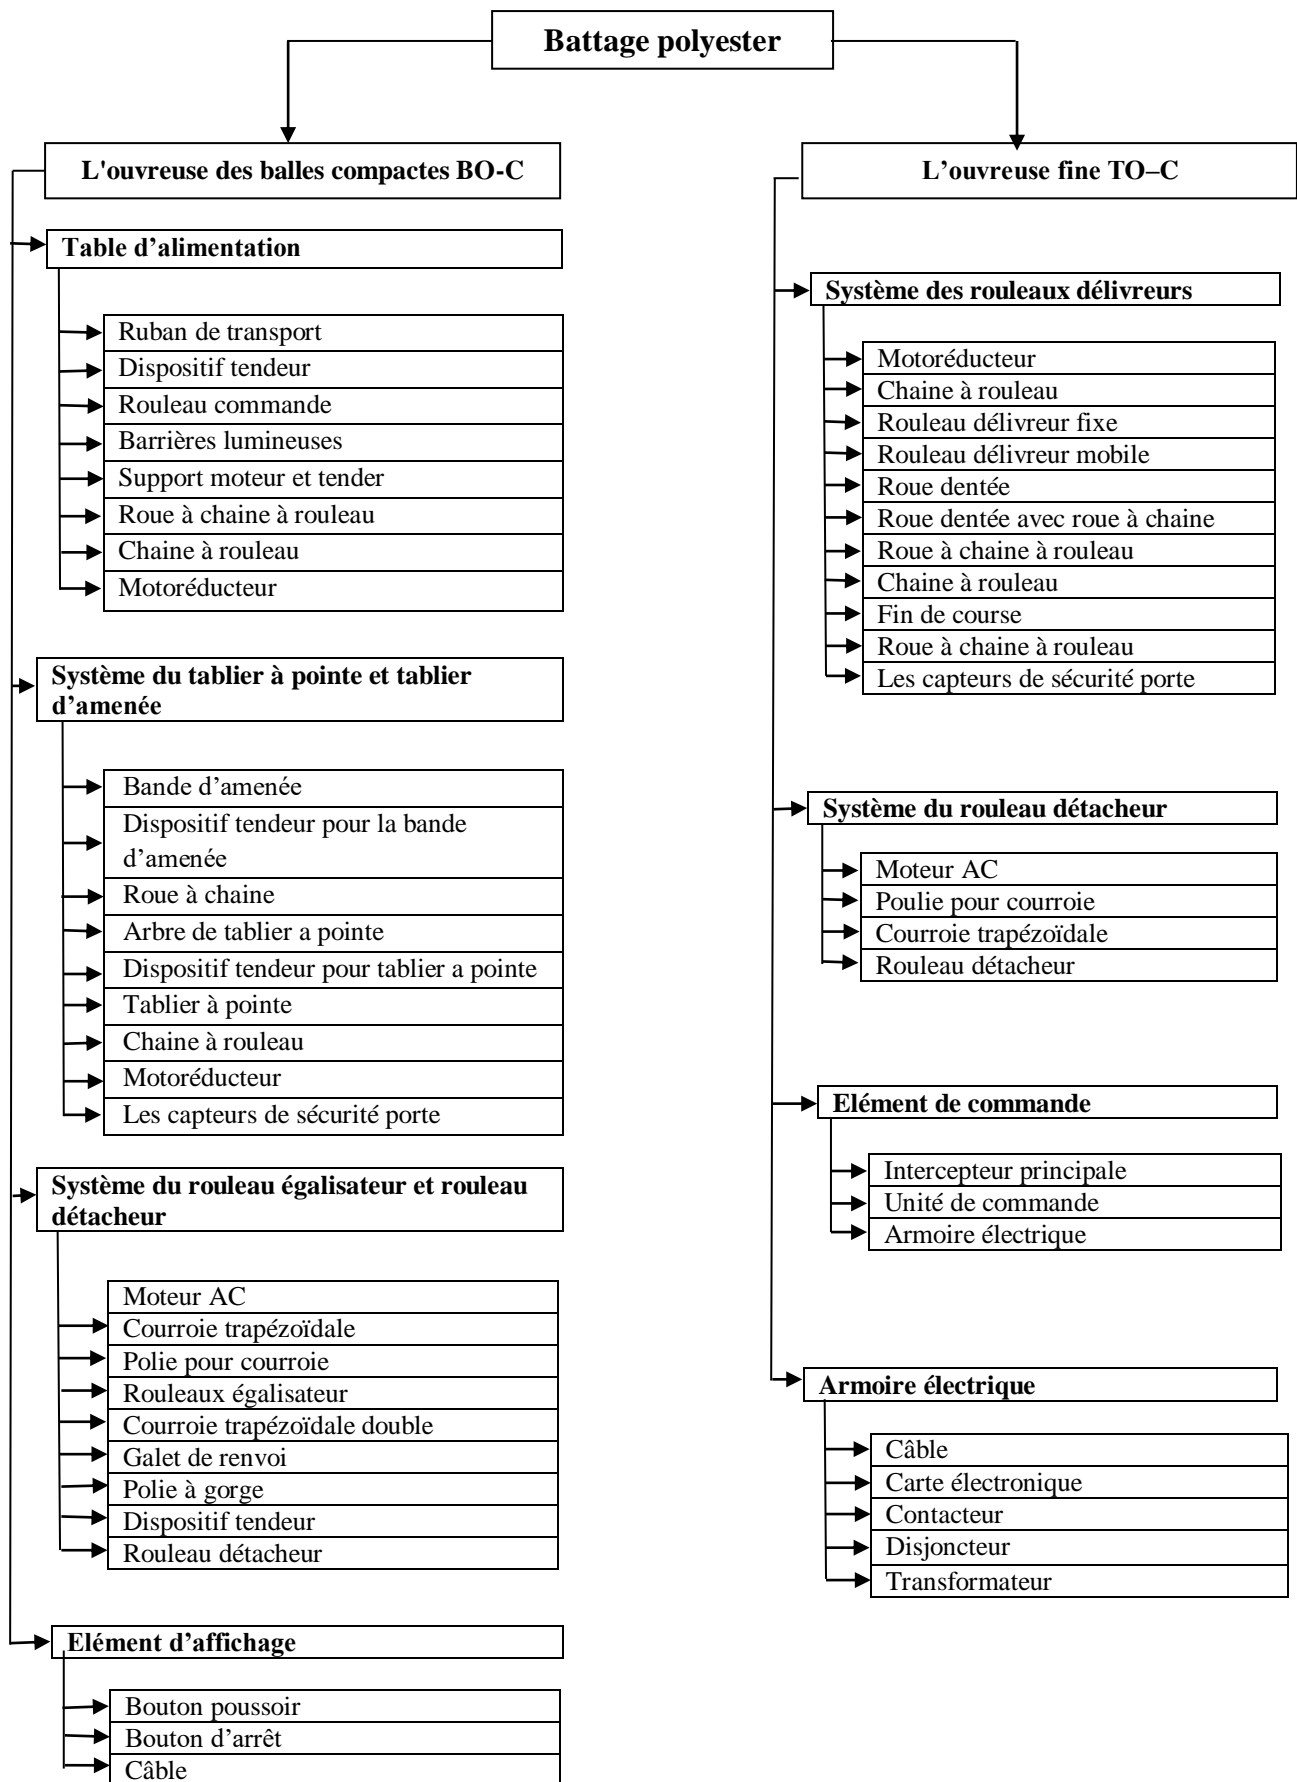 Battage polyester
L'ouvreuse des balles compactes BO-C
Table d’alimentation
Ruban de transport
Dispositif tendeur
Rouleau commande
Barrières lumineuses
Support moteur et tender
Roue à chaine à rouleau
Chaine à rouleau
Motoréducteur
Système du tablier à pointe et tablier
d’amenée
Bande d’amenée
Dispositif tendeur pour la bande
d’amenée
Roue à chaine
Arbre de tablier a pointe
Dispositif tendeur pour tablier a pointe
Tablier à pointe
Chaine à rouleau
Motoréducteur
Les capteurs de sécurité porte
Système du rouleau égalisateur et rouleau
détacheur
Moteur AC
Courroie trapézoïdale
Polie pour courroie
Rouleaux égalisateur
Courroie trapézoïdale double
Galet de renvoi
Polie à gorge
Dispositif tendeur
Rouleau détacheur
Elément d’affichage
Bouton poussoir
Bouton d’arrêt
Câble
L’ouvreuse fine TO–C
Système des rouleaux délivreurs
Motoréducteur
Chaine à rouleau
Rouleau délivreur fixe
Rouleau délivreur mobile
Roue dentée
Roue dentée avec roue à chaine
Roue à chaine à rouleau
Chaine à rouleau
Fin de course
Roue à chaine à rouleau
Les capteurs de sécurité porte
Système du rouleau détacheur
Moteur AC
Poulie pour courroie
Courroie trapézoïdale
Rouleau détacheur
Elément de commande
Intercepteur principale
Unité de commande
Armoire électrique
Armoire électrique
Câble
Carte électronique
Contacteur
Disjoncteur
Transformateur